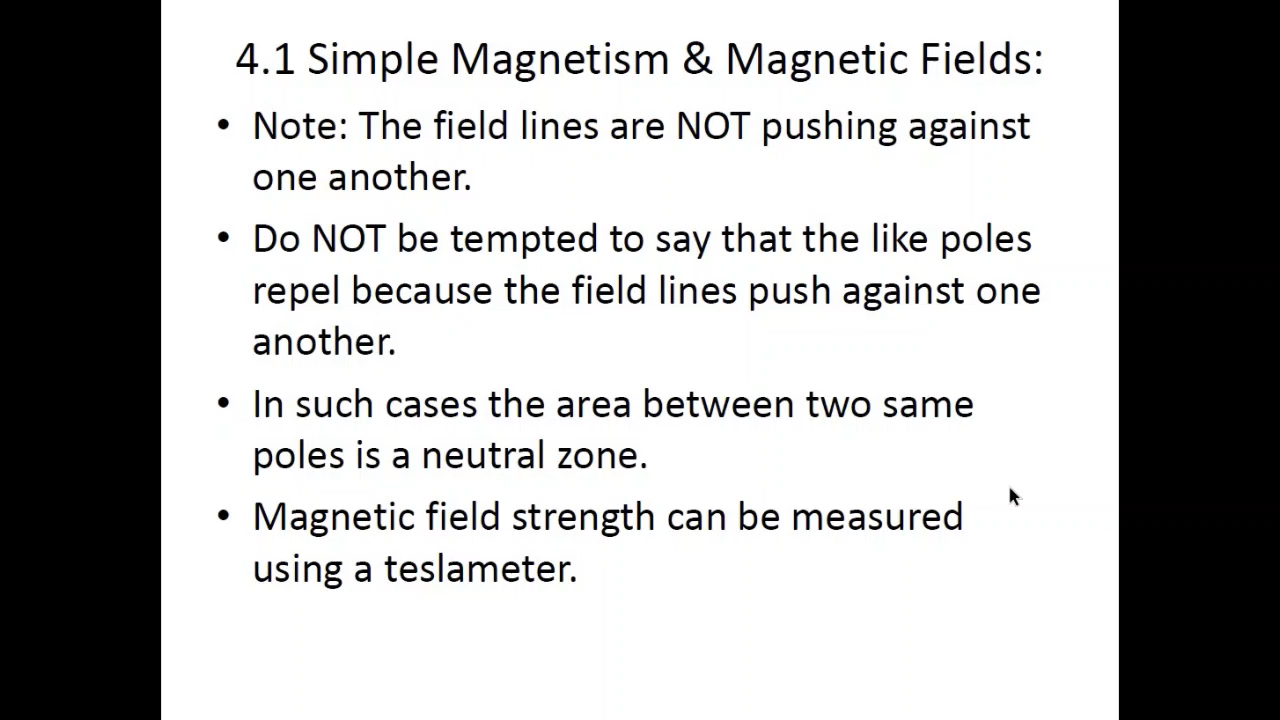 4.1 Simple Magnetism & Magnetic Fields:
• Note: The field lines are NOT pushing against
one another.
• Do NOT be tempted to say that the like poles
repel because the field lines push against one
another.
• In such cases the area between two same
poles is a neutral zone.
• Magnetic field strength can be measured
using a teslameter.